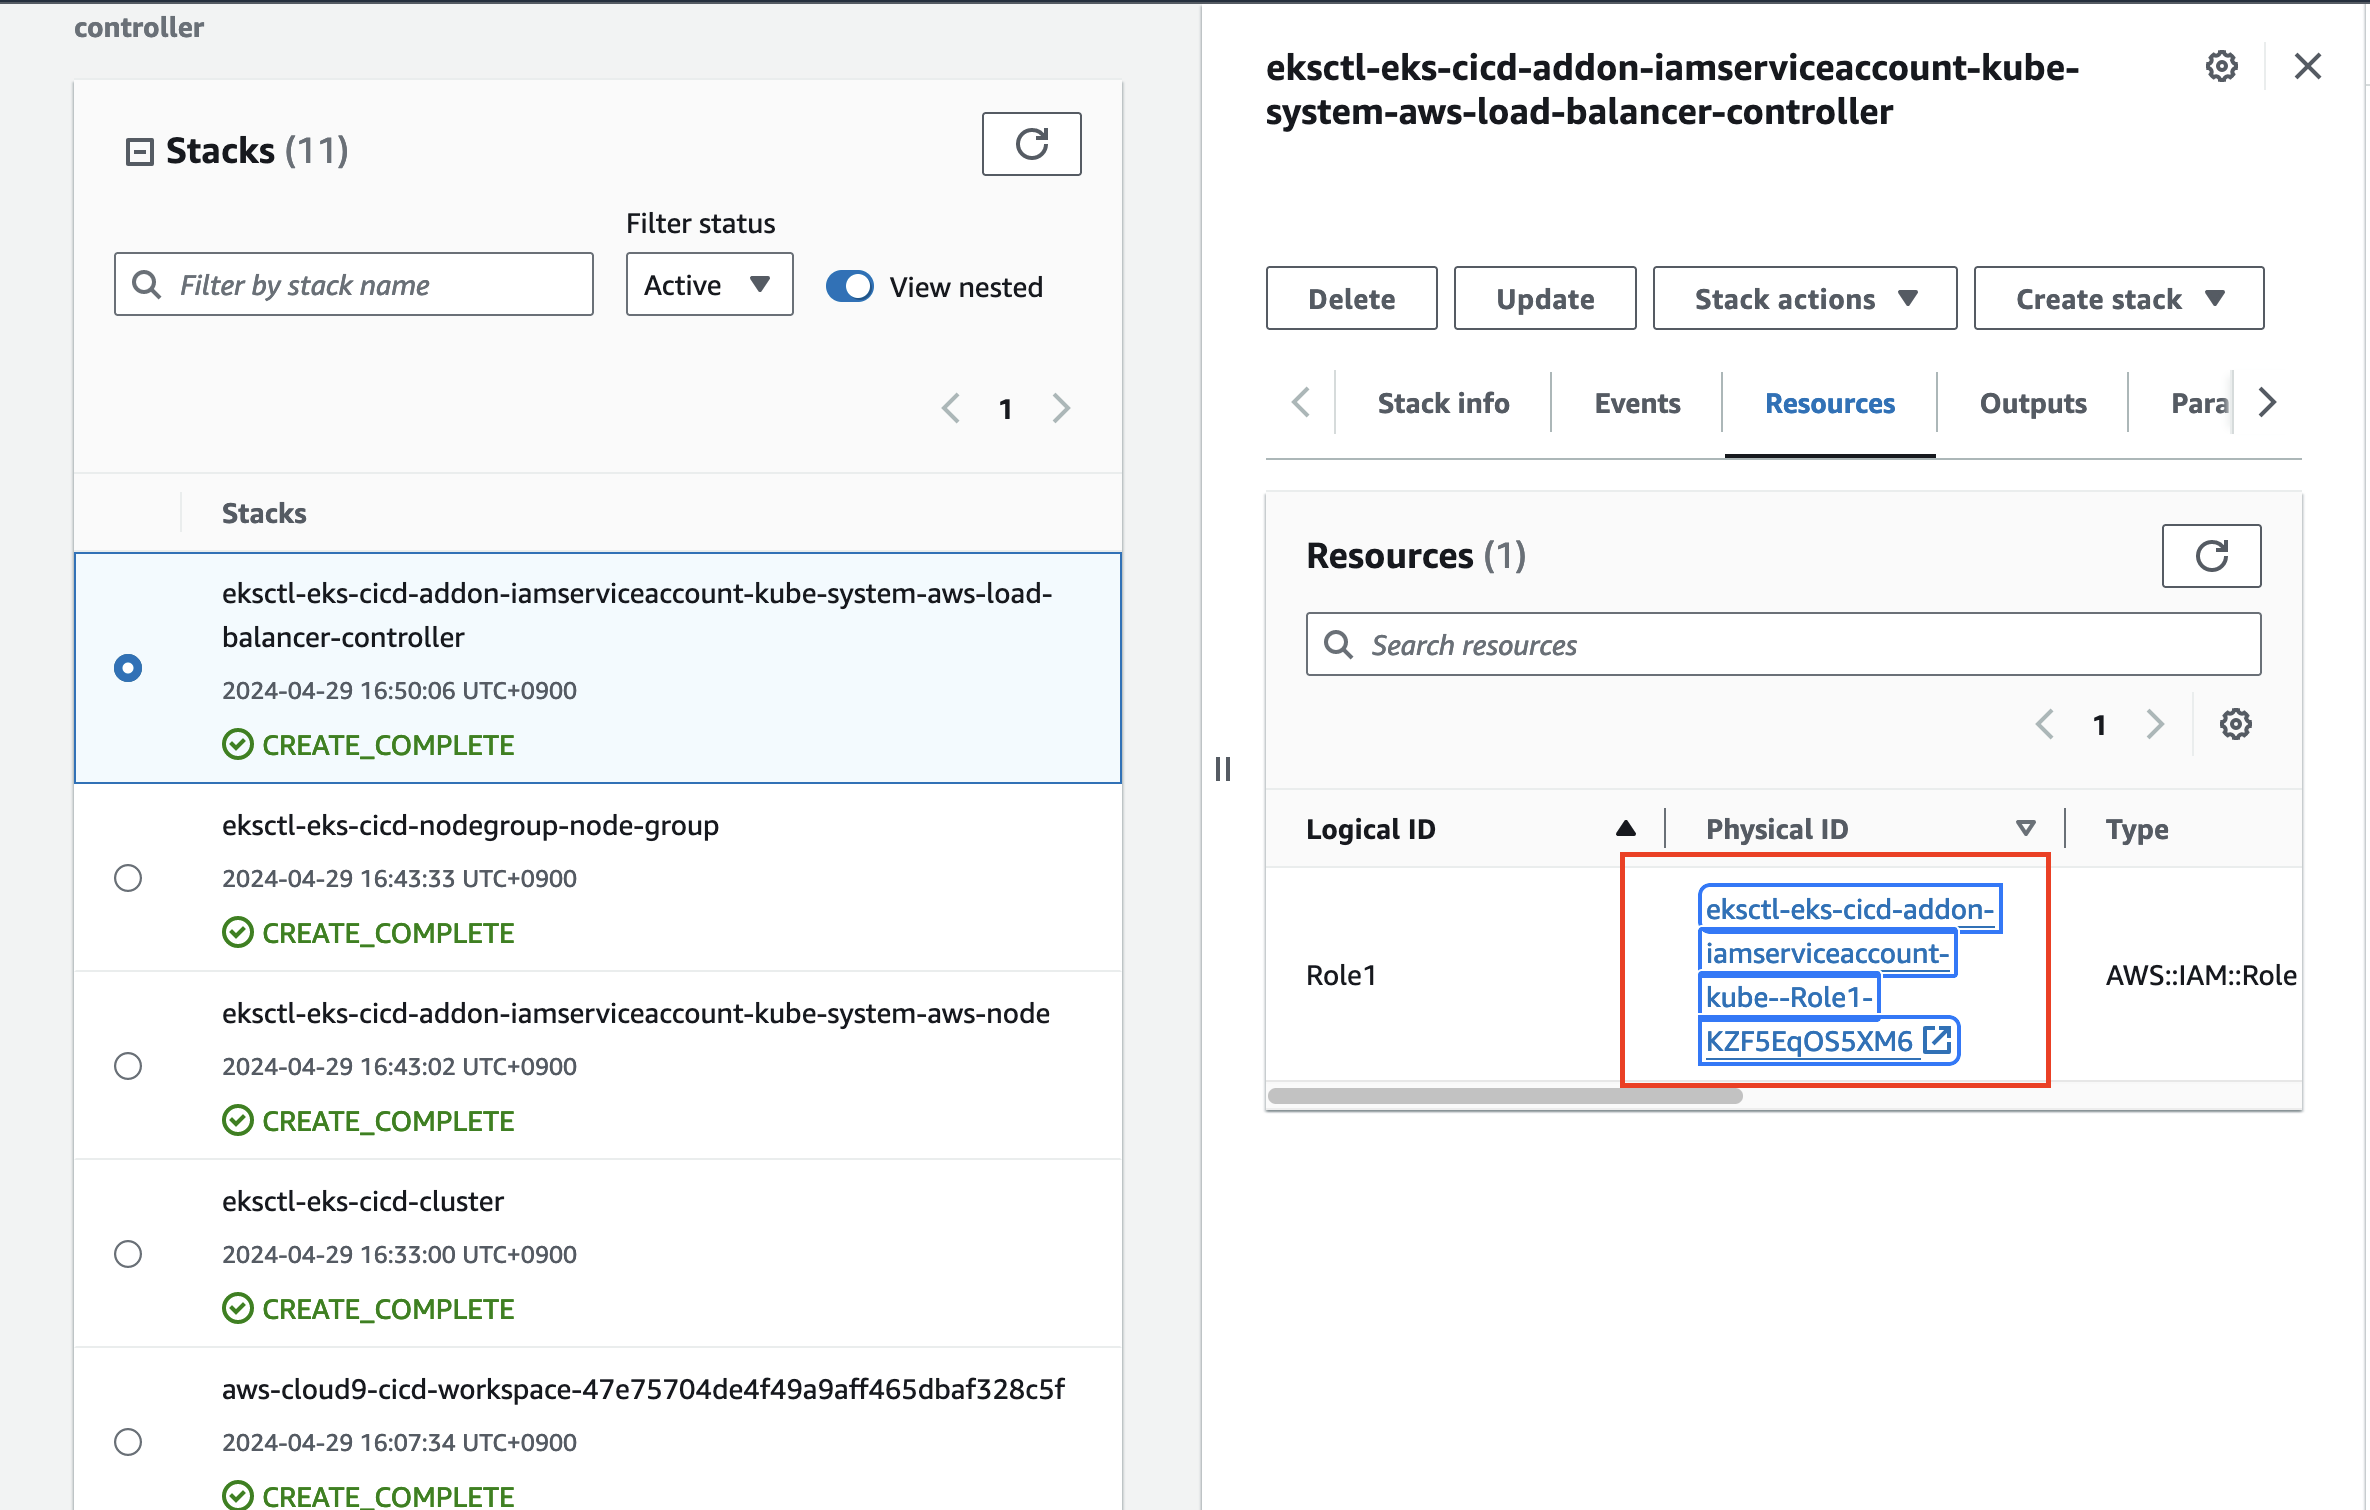 controller
Stacks (11)
Filter status
Filter by stack name
Active
View nested
1
Stacks
eksctl-eks-cicd-addon-iamserviceaccount-kube-system-aws-load-
balancer-controller
2024-04-29 16:50:06 UTC+0900
CREATE_COMPLETE
eksctl-eks-cicd-nodegroup-node-group
2024-04-29 16:43:33 UTC+0900
CREATE_COMPLETE
eksctl-eks-cicd-addon-iamserviceaccount-kube-system-aws-node
2024-04-29 16:43:02 UTC+0900
CREATE_COMPLETE
eksctl-eks-cicd-cluster
2024-04-29 16:33:00 UTC+0900
CREATE_COMPLETE
aws-cloud9-cicd-workspace-47e75704de4f49a9aff465dbaf328c5f
2024-04-29 16:07:34 UTC+0900
CREATE_COMPLETE
eksctl-eks-cicd-addon-iamserviceaccount-kube-
system-aws-load-balancer-controller
Delete
Update
Stack actions
Create stack
Stack info
Events
Resources
Outputs
Para
Resources (1)
Search resources
1
Logical ID
Physical ID
Type
Role1
eksctl-eks-cicd-addon-
iamserviceaccount-
kube--Role1-
KZF5EqOS5XM6
AWS::IAM::Role